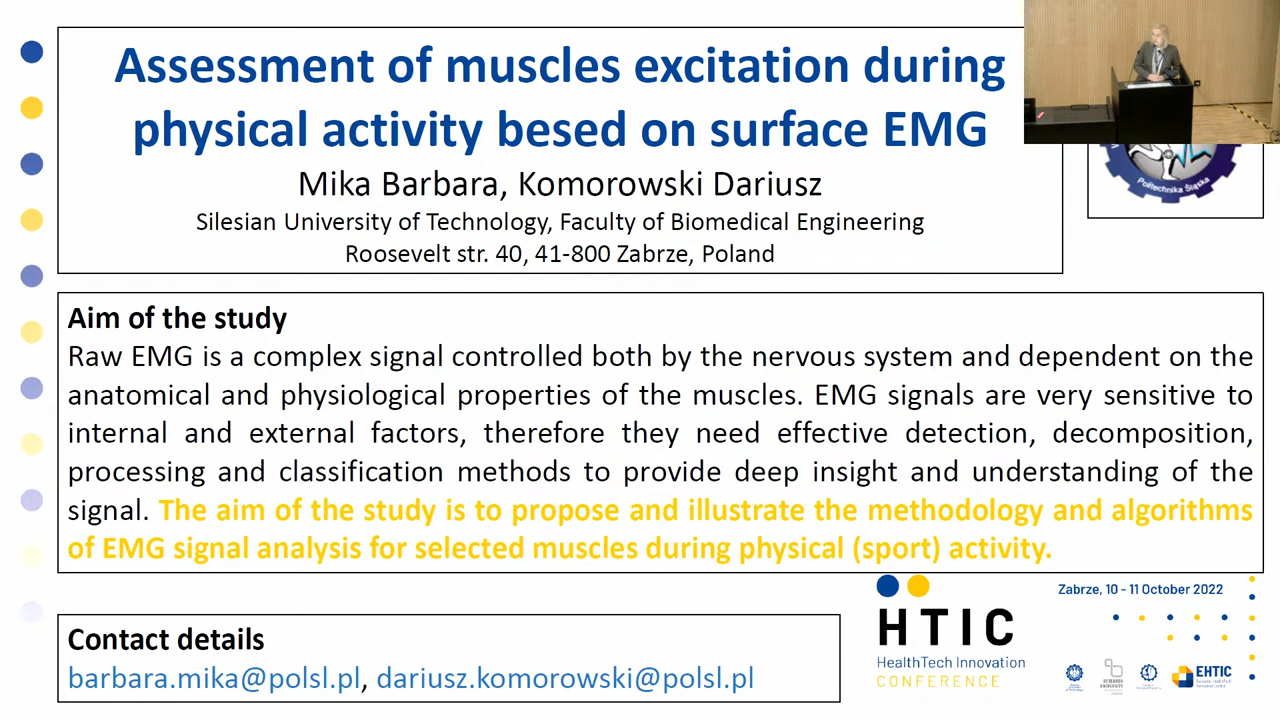 Assessment of muscles excitation during
physical activity besed on surface EMG
Mika Barbara, Komorowski Dariusz
Silesian University of Technology, Faculty of Biomedical Engineering
Roosevelt str. 40, 41-800 Zabrze, Poland
Politechnika Śląska
Aim of the study
Raw EMG is a complex signal controlled both by the nervous system and dependent on the
anatomical and physiological properties of the muscles. EMG signals are very sensitive to
internal and external factors, therefore they need effective detection, decomposition,
processing and classification methods to provide deep insight and understanding of the
signal. The aim of the study is to propose and illustrate the methodology and algorithms
of EMG signal analysis for selected muscles during physical (sport) activity.
Contact details
barbara.mika@polsl.pl, dariusz.komorowski@polsl.pl
HTIC
HealthTech Innovation
CONFERENCE
Zabrze, 10 - 11 October 2022
EHTIC